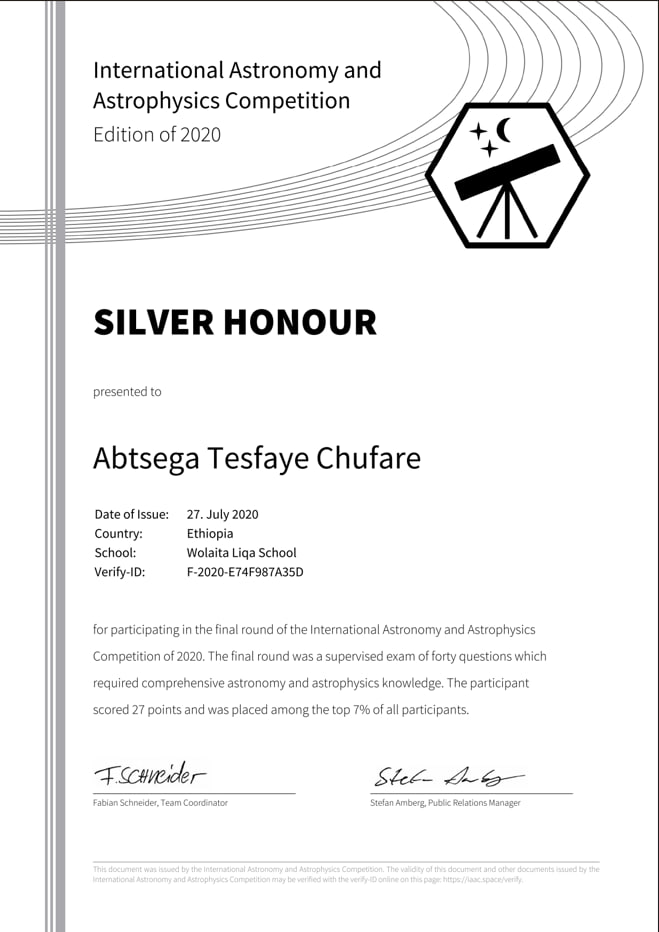 International Astronomy and
Astrophysics Competition
Edition of 2020
SILVER HONOUR
presented to
Abtsega Tesfaye Chufare
Date of Issue: 27. July 2020
Country: Ethiopia
School: Wolaita Liqa School
Verify-ID: F-2020-E74F987A35D
for participating in the final round of the International Astronomy and Astrophysics
Competition of 2020. The final round was a supervised exam of forty questions which
required comprehensive astronomy and astrophysics knowledge. The participant
scored 27 points and was placed among the top 7% of all participants.
F. SCHNeider Stefan Amberg
Fabian Schneider, Team Coordinator Stefan Amberg, Public Relations Manager
This document was issued by the International Astronomy and Astrophysics Competition. The validity of this document and other documents issued by the
International Astronomy and Astrophysics Competition may be verified with the verify-ID online on this page: https://iaac.space/verify.